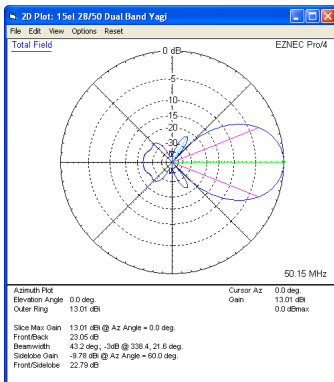 2D Plot: 15el 28/50 Dual Band Yagi
File Edit View Options Reset
Total Field
EZNEC Pro/4
0 dB
-5
-10
-15
-20
-30
50.15 MHz
Azimuth Plot
Elevation Angle 0.0 deg.
Outer Ring 13.01 dBi
Cursor Az 0.0 deg.
Gain 13.01 dBi
0.0 dBmax
Slice Max Gain 13.01 dBi @ Az Angle = 0.0 deg.
Front/Back 23.05 dB
Beamwidth 43.2 deg.; -3dB @ 338.4, 21.6 deg.
Sidelobe Gain -9.78 dBi @ Az Angle = 60.0 deg.
Front/Sidelobe 22.79 dB